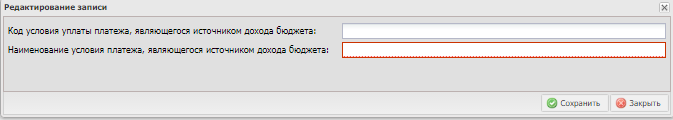 Редактирование записи
Код условия уплаты платежа, являющегося источником дохода бюджета:
Наименование условия платежа, являющегося источником дохода бюджета:
Сохранить Закрыть